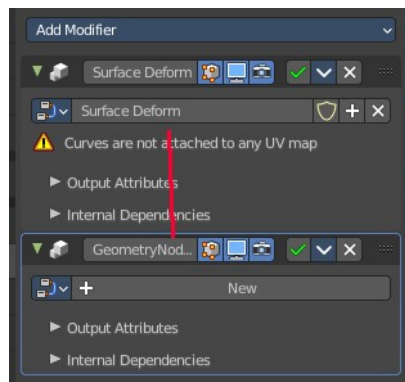 Add Modifier
Surface Deform
Surface Deform
Curves are not attached to any UV map
Output Attributes
Internal Dependencies
GeometryNod...
New
Output Attributes
Internal Dependencies